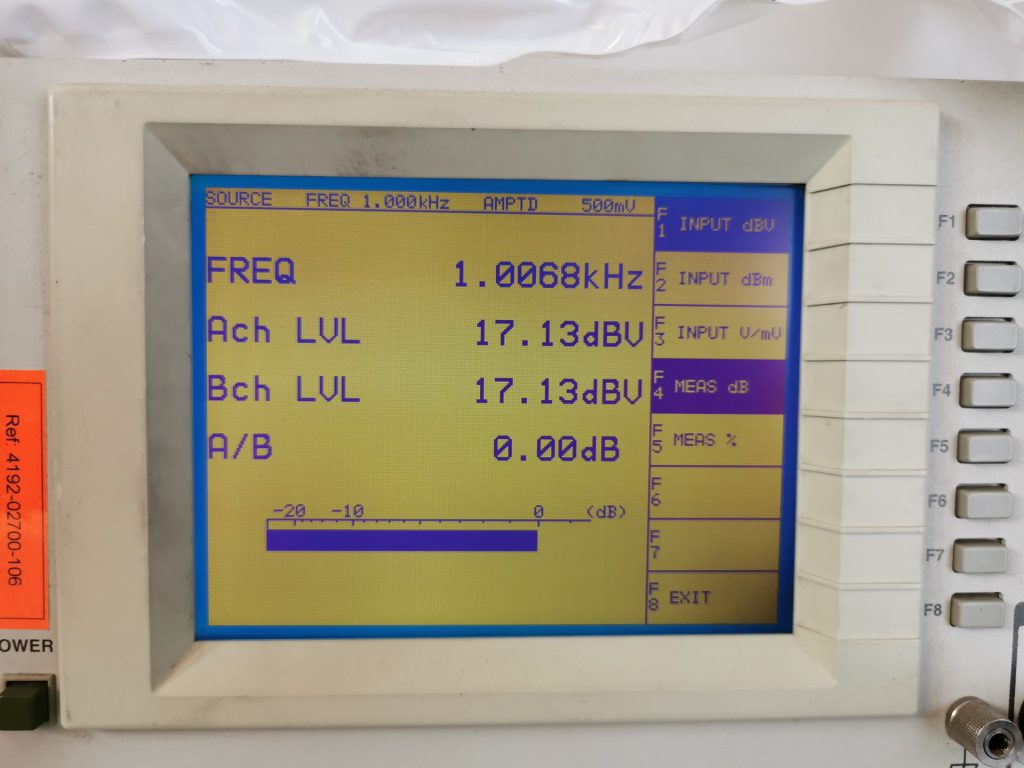 SOURCE FREQ 1.000kHz AMPTD 500mV
FREQ 1.0068kHz
Ach LVL 17.13dBV
Bch LVL 17.13dBV
A/B 0.00dB
-20 -10 0 (dB)
F1 INPUT dBV
F2 INPUT dBm
F3 INPUT V/mV
F4 MEAS dB
F5 MEAS %
F6
F7
F8 EXIT
F1
F2
F3
F4
F5
F6
F7
F8
Ref: 4192-02700-106
OWER